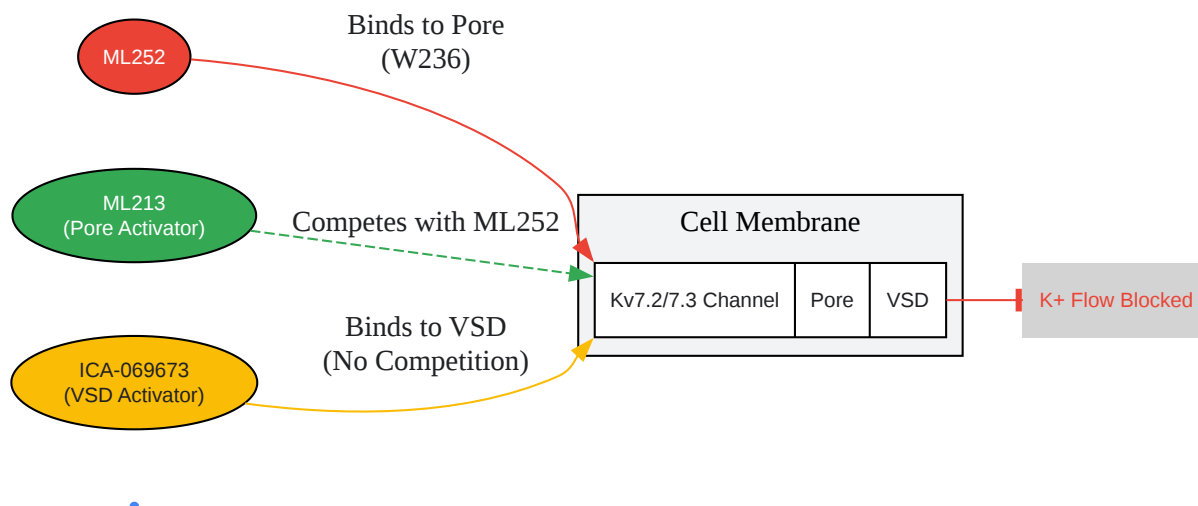 Binds to Pore
(W236)
ML252
ML213
(Pore Activator)
Competes with ML252
Cell Membrane
Kv7.2/7.3 Channel
Pore
VSD
K+ Flow Blocked
Binds to VSD
(No Competition)
ICA-069673
(VSD Activator)